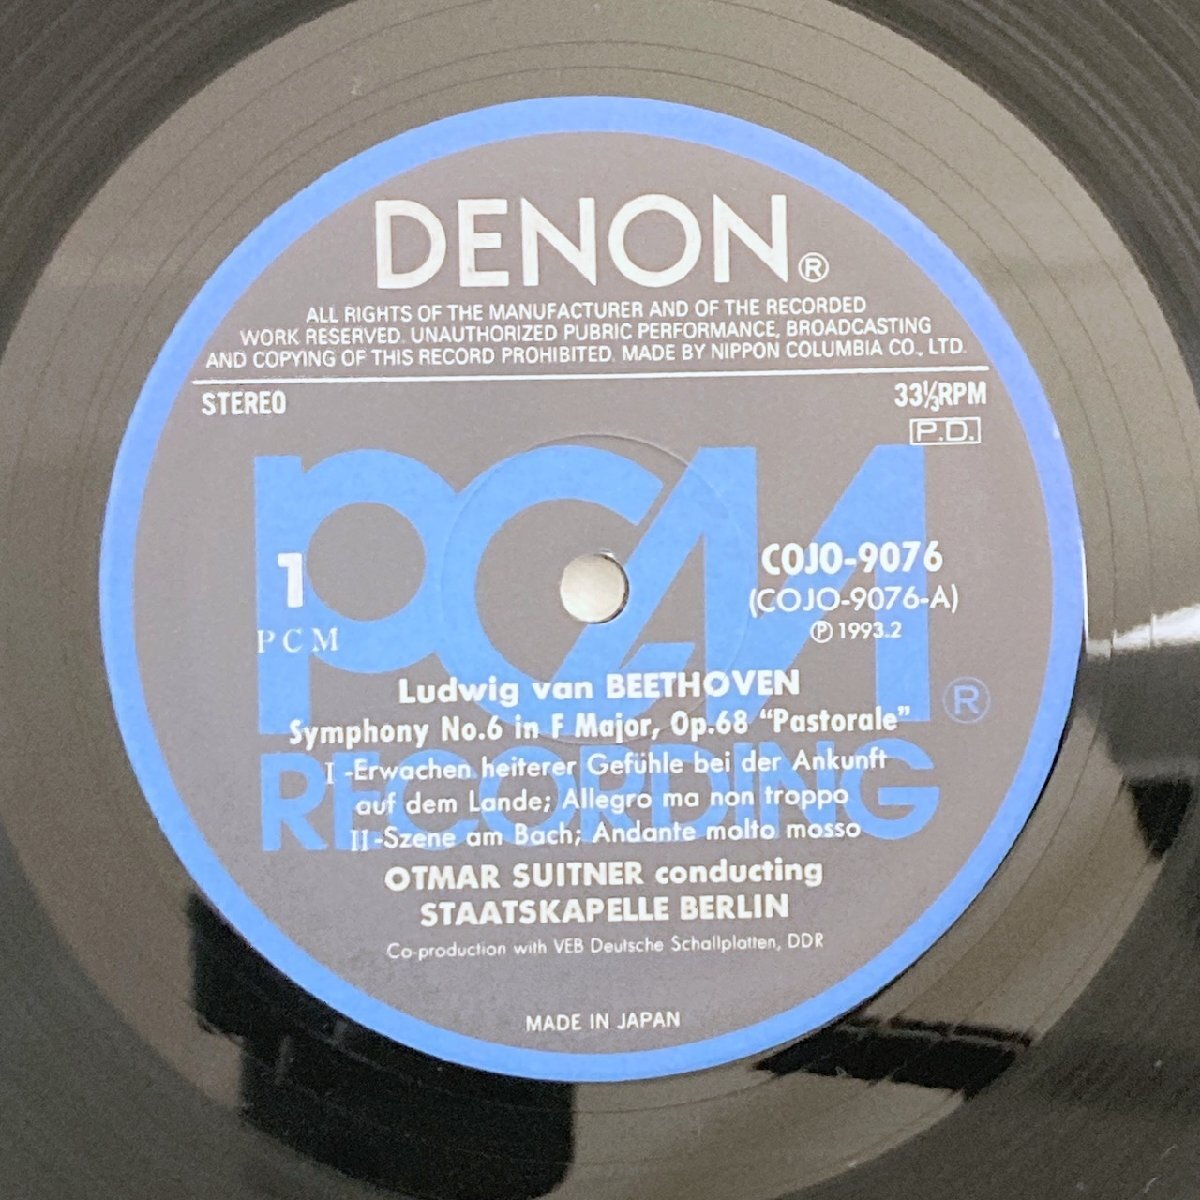 DENON®
ALL RIGHTS OF THE MANUFACTURER AND OF THE RECORDED
WORK RESERVED. UNAUTHORIZED PUBRIC PERFORMANCE, BROADCASTING
AND COPYING OF THIS RECORD PROHIBITED. MADE BY NIPPON COLUMBIA CO., LTD.
STEREO
33⅓RPM
P.D.
PCM
RECORDING®
1
PCM
COJO-9076
(COJO-9076-A)
Ⓟ 1993.2
Ludwig van BEETHOVEN
Symphony No.6 in F Major, Op.68 “Pastorale”
I -Erwachen heiterer Gefühle bei der Ankunft
auf dem Lande; Allegro ma non troppo
II -Szene am Bach; Andante molto mosso
OTMAR SUITNER conducting
STAATSKAPELLE BERLIN
Co-production with VEB Deutsche Schallplatten, DDR
MADE IN JAPAN